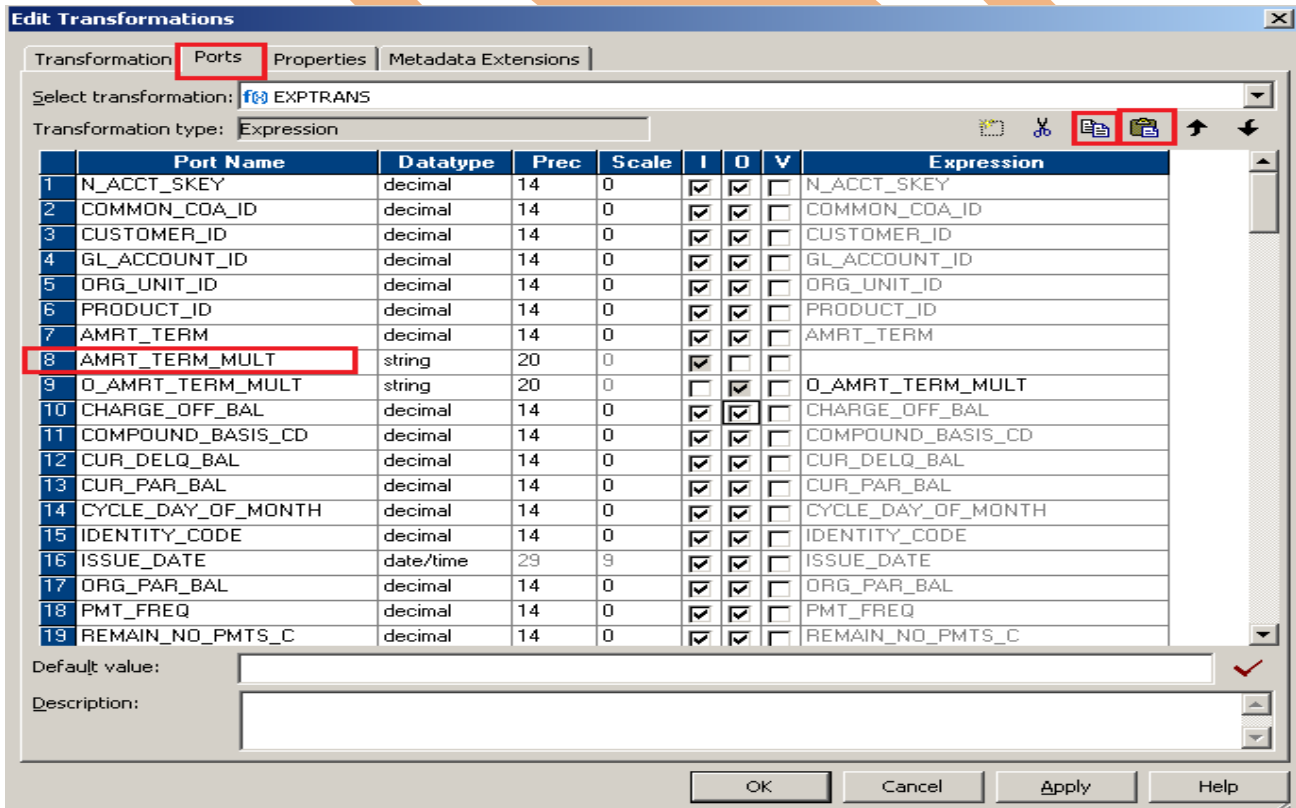 Edit Transformations
Transformation Ports Properties Metadata Extensions
Select transformation: f(x) EXPTRANS
Transformation type: Expression
Port Name Datatype Prec Scale I O V Expression
1 N_ACCT_SKEY decimal 14 0 N_ACCT_SKEY
2 COMMON_COA_ID decimal 14 0 COMMON_COA_ID
3 CUSTOMER_ID decimal 14 0 CUSTOMER_ID
4 GL_ACCOUNT_ID decimal 14 0 GL_ACCOUNT_ID
5 ORG_UNIT_ID decimal 14 0 ORG_UNIT_ID
6 PRODUCT_ID decimal 14 0 PRODUCT_ID
7 AMRT_TERM decimal 14 0 AMRT_TERM
8 AMRT_TERM_MULT string 20 0
9 O_AMRT_TERM_MULT string 20 0 O_AMRT_TERM_MULT
10 CHARGE_OFF_BAL decimal 14 0 CHARGE_OFF_BAL
11 COMPOUND_BASIS_CD decimal 14 0 COMPOUND_BASIS_CD
12 CUR_DELQ_BAL decimal 14 0 CUR_DELQ_BAL
13 CUR_PAR_BAL decimal 14 0 CUR_PAR_BAL
14 CYCLE_DAY_OF_MONTH decimal 14 0 CYCLE_DAY_OF_MONTH
15 IDENTITY_CODE decimal 14 0 IDENTITY_CODE
16 ISSUE_DATE date/time 29 9 ISSUE_DATE
17 ORG_PAR_BAL decimal 14 0 ORG_PAR_BAL
18 PMT_FREQ decimal 14 0 PMT_FREQ
19 REMAIN_NO_PMTS_C decimal 14 0 REMAIN_NO_PMTS_C
Default value:
Description:
OK Cancel Apply Help